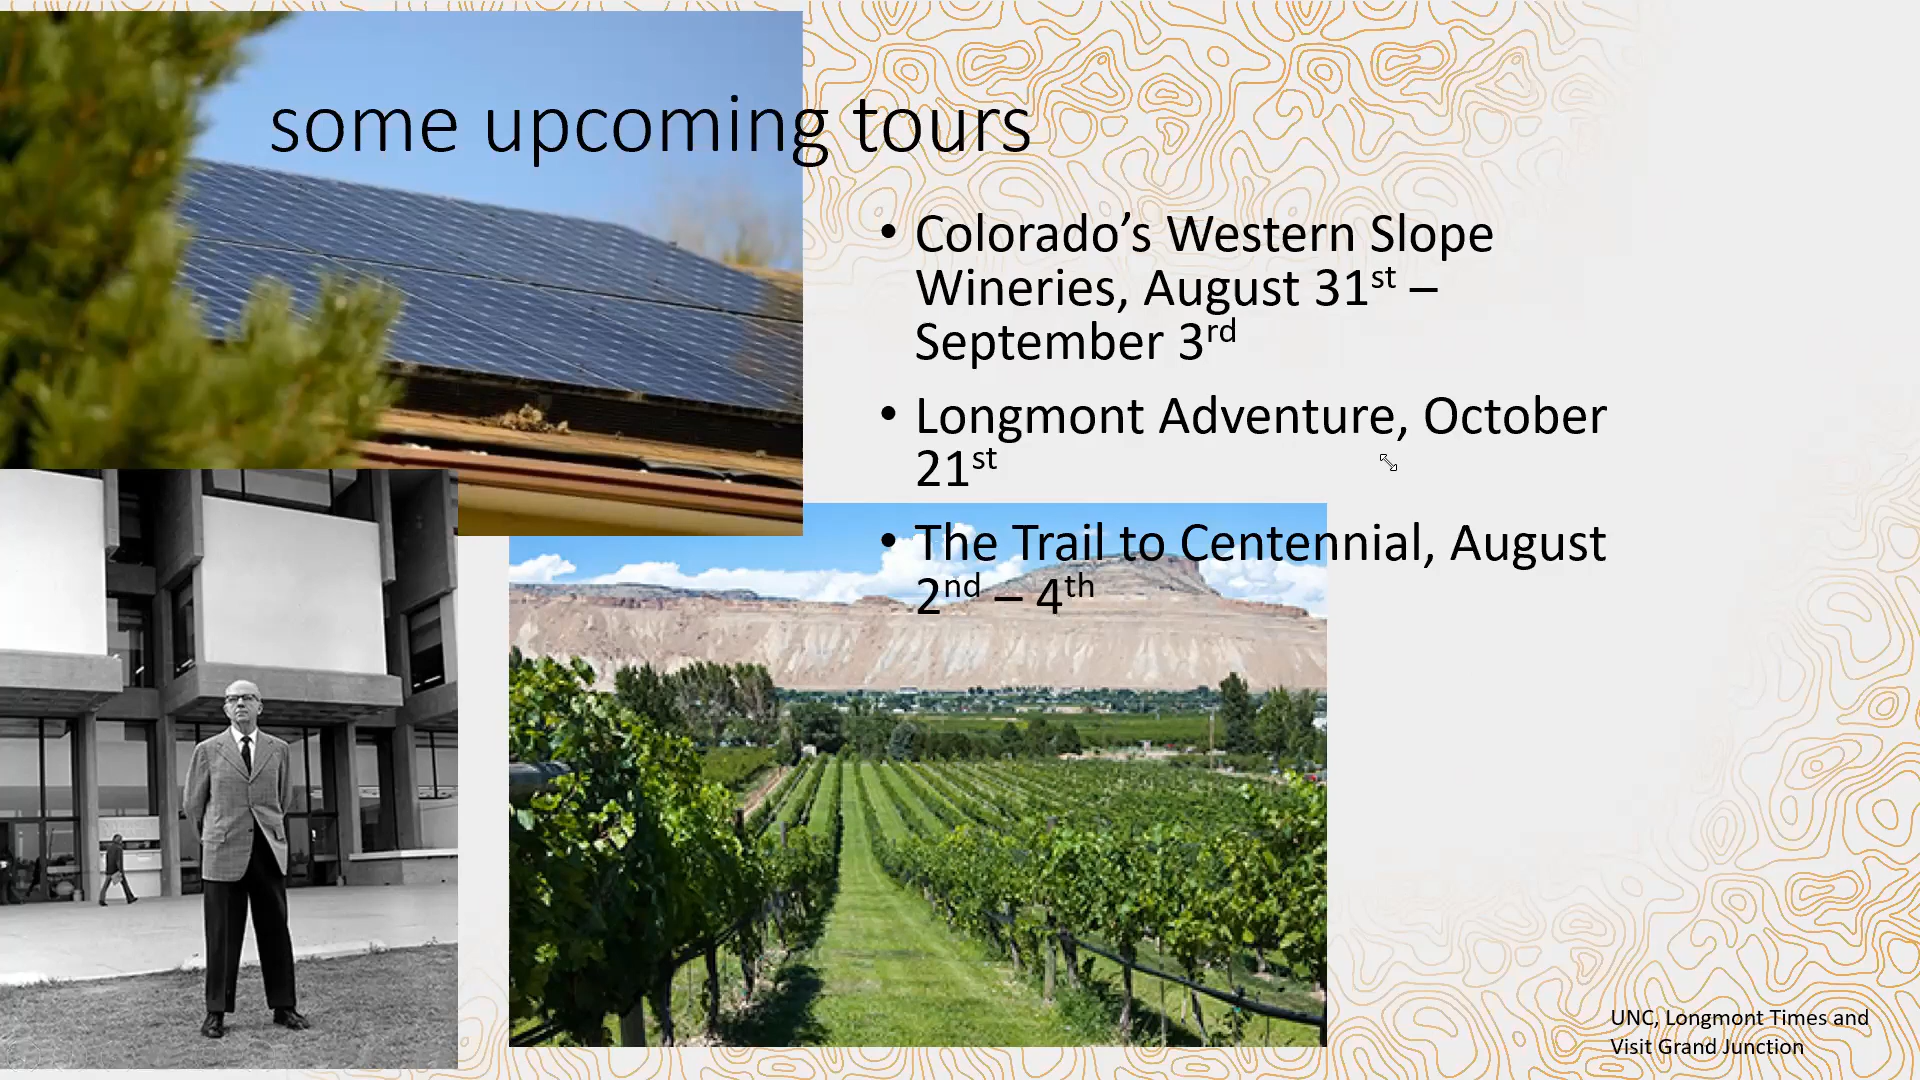 some upcoming tours
• Colorado’s Western Slope
Wineries, August 31st –
September 3rd
• Longmont Adventure, October
21st
• The Trail to Centennial, August
2nd – 4th
UNC, Longmont Times and
Visit Grand Junction